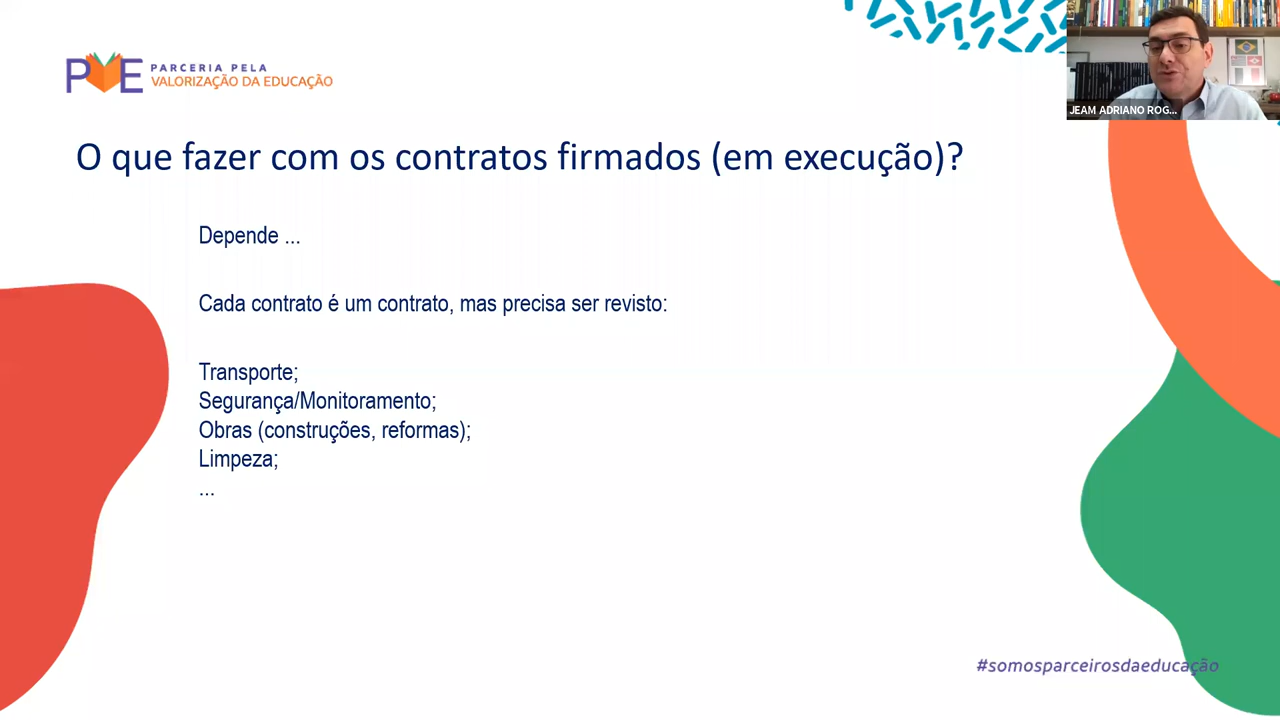 PVE
PARCERIA PELA
VALORIZAÇÃO DA EDUCAÇÃO
JEAM ADRIANO ROG...
O que fazer com os contratos firmados (em execução)?
Depende ...
Cada contrato é um contrato, mas precisa ser revisto:
Transporte;
Segurança/Monitoramento;
Obras (construções, reformas);
Limpeza;
...
#somosparceirosdaeducação